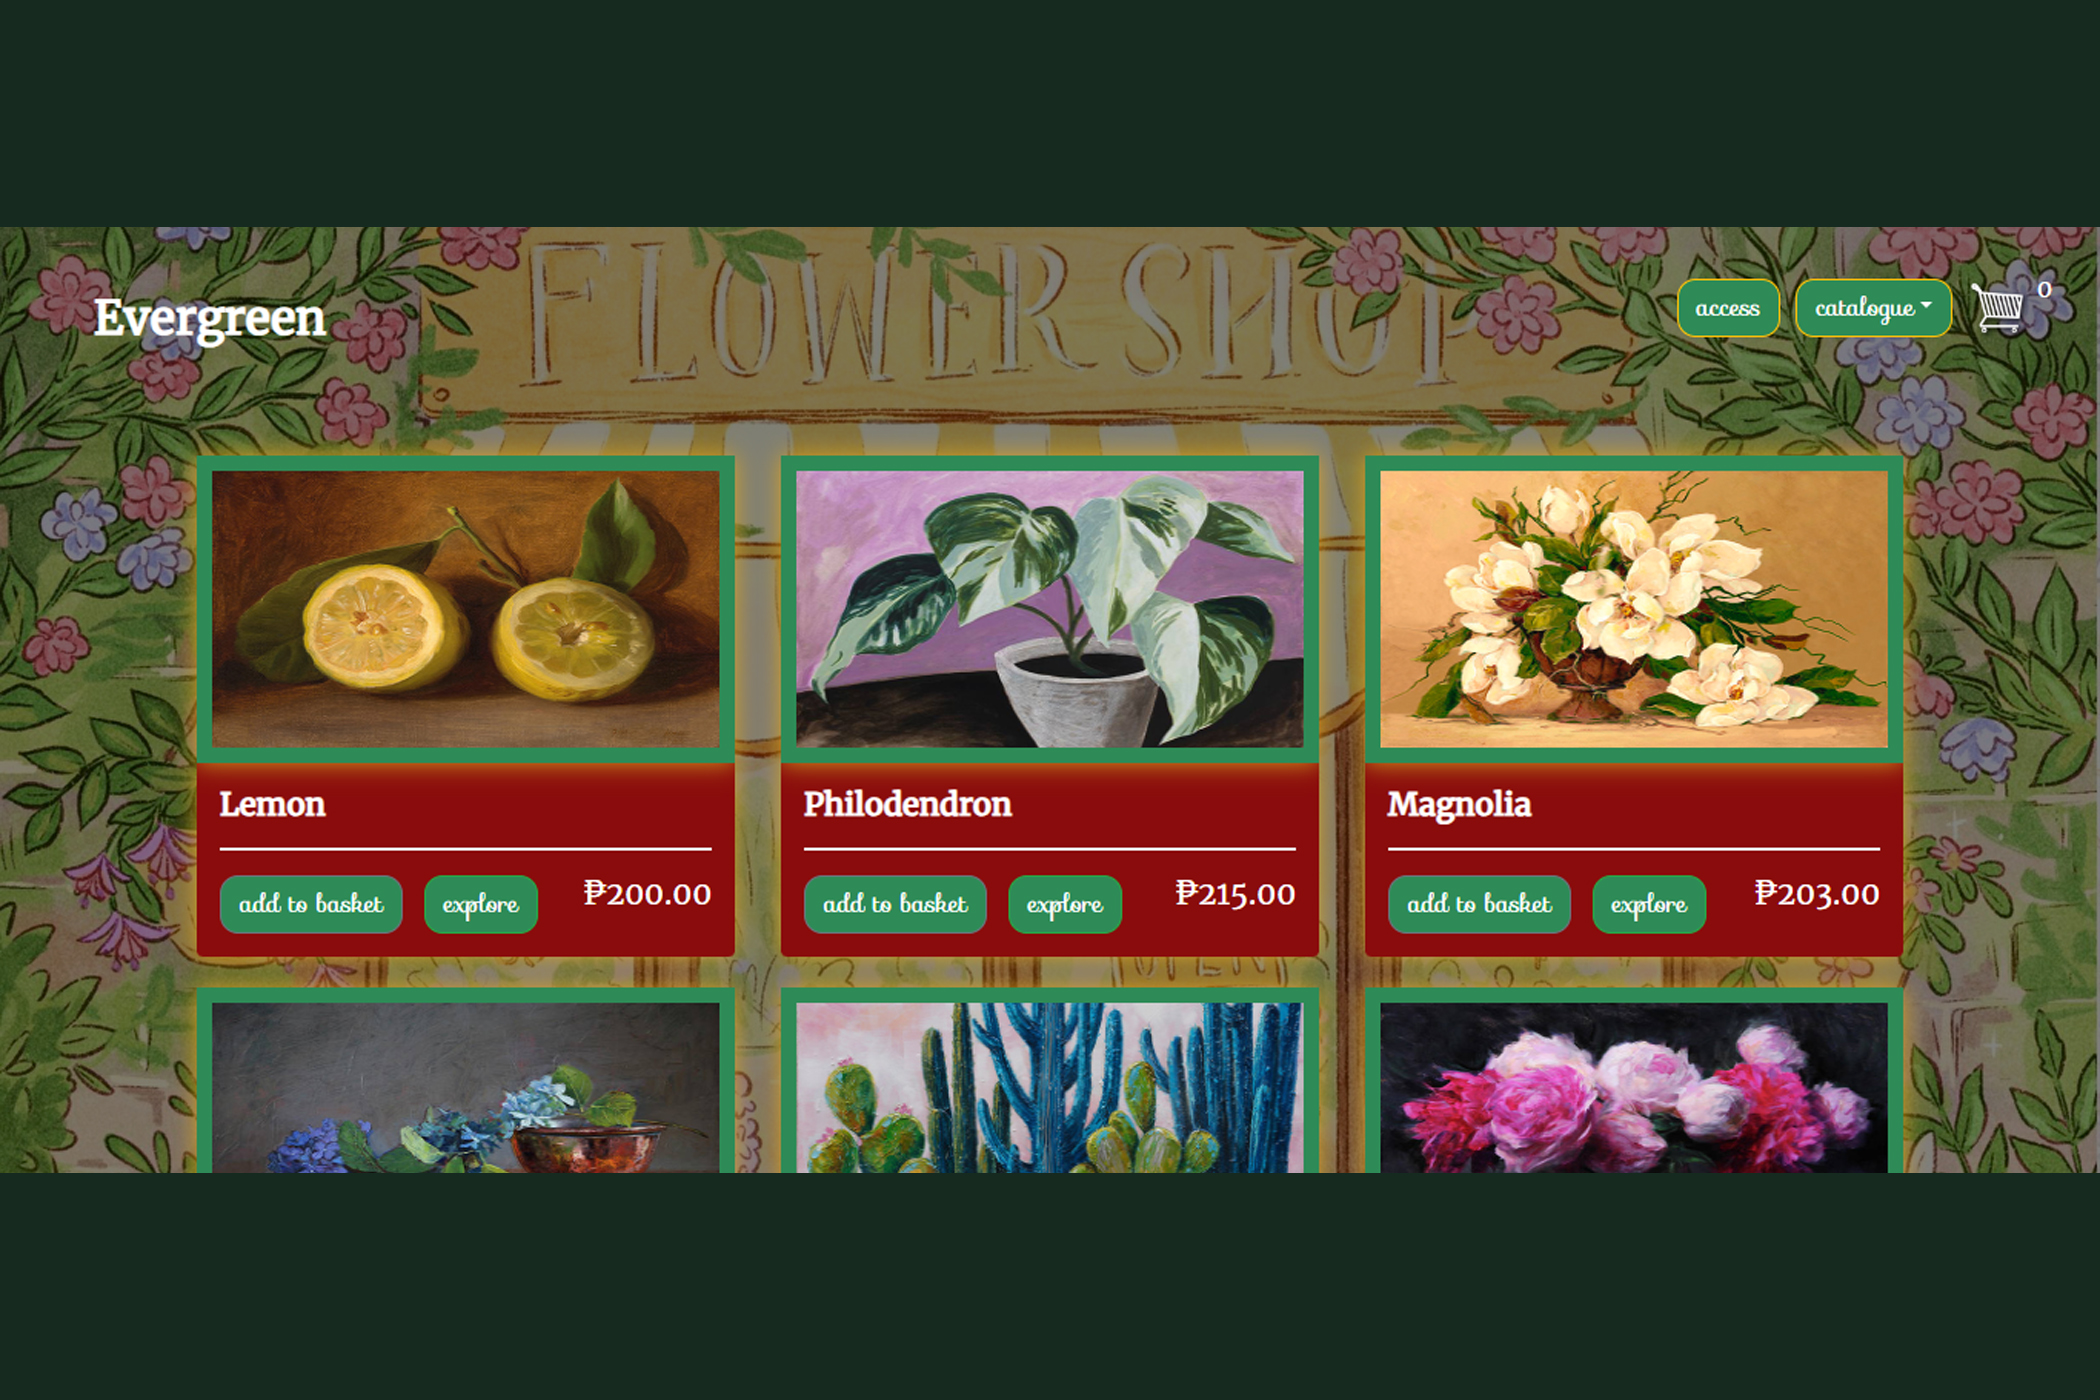 FLOWER SHOP
Evergreen
access
catalogue
0
Lemon
Philodendron
Magnolia
add to basket
explore
₱200.00
add to basket
explore
₱215.00
add to basket
explore
₱203.00
OPEN